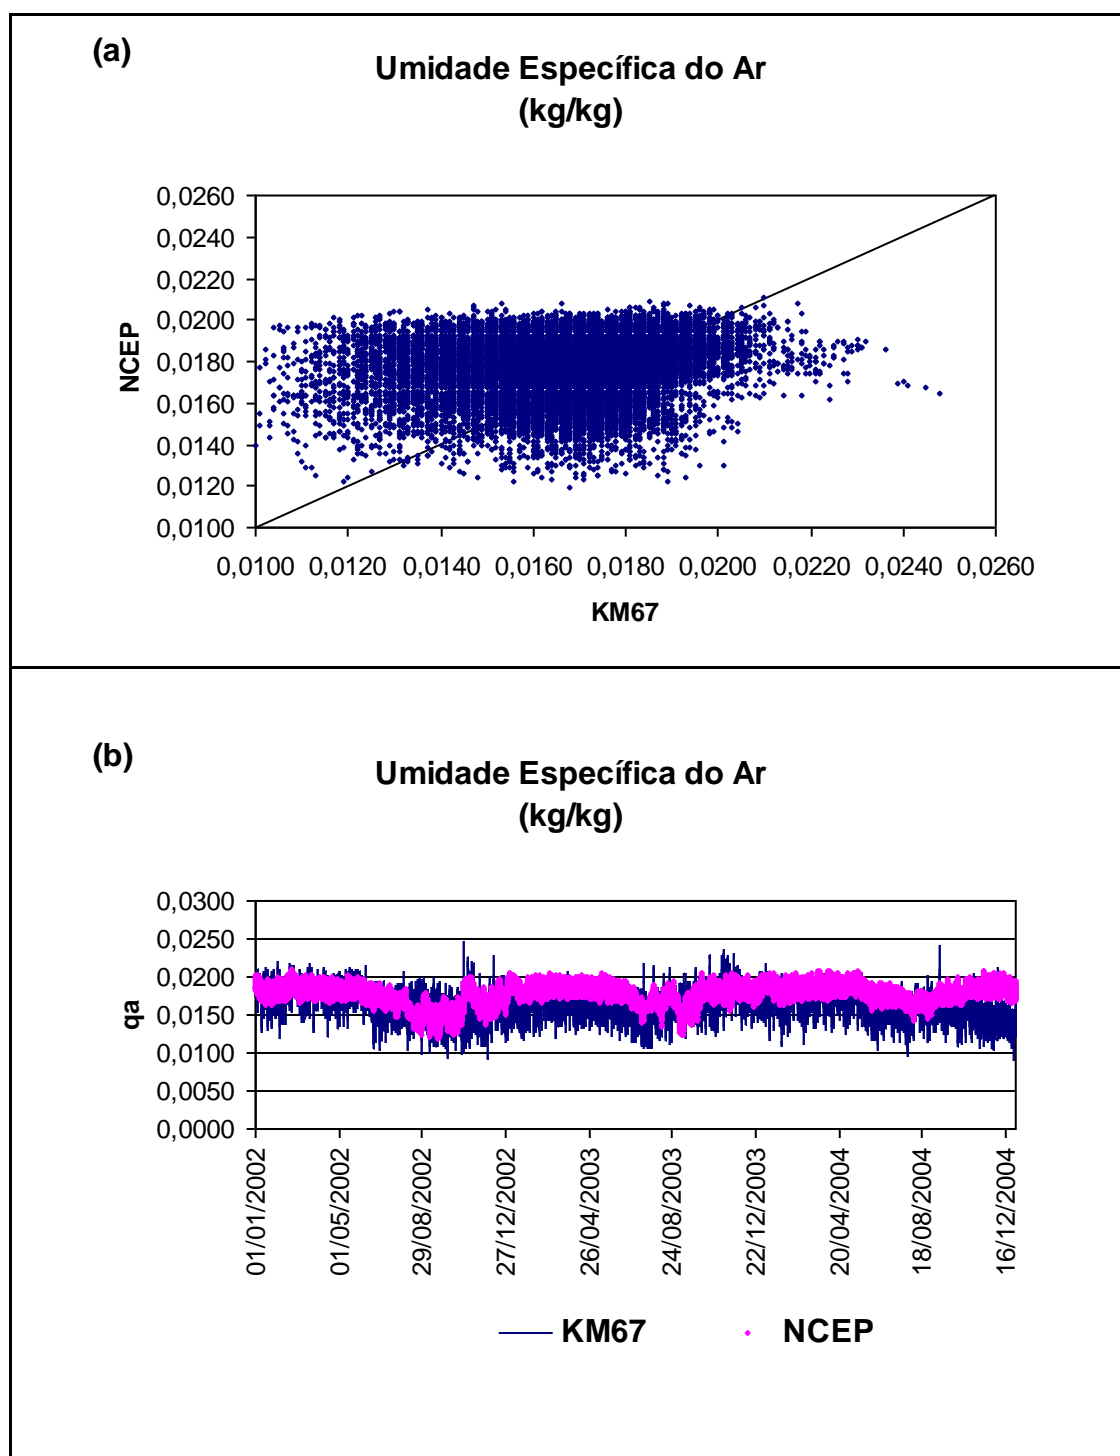 (a)
Umidade Específica do Ar
(kg/kg)
0,0260
0,0240
0,0220
0,0200
0,0180
0,0160
0,0140
0,0120
0,0100
NCEP
0,0100 0,0120 0,0140 0,0160 0,0180 0,0200 0,0220 0,0240 0,0260
KM67
(b)
Umidade Específica do Ar
(kg/kg)
0,0300
0,0250
0,0200
0,0150
0,0100
0,0050
0,0000
qa
01/01/2002
01/05/2002
29/08/2002
27/12/2002
26/04/2003
24/08/2003
22/12/2003
20/04/2004
18/08/2004
16/12/2004
KM67 NCEP